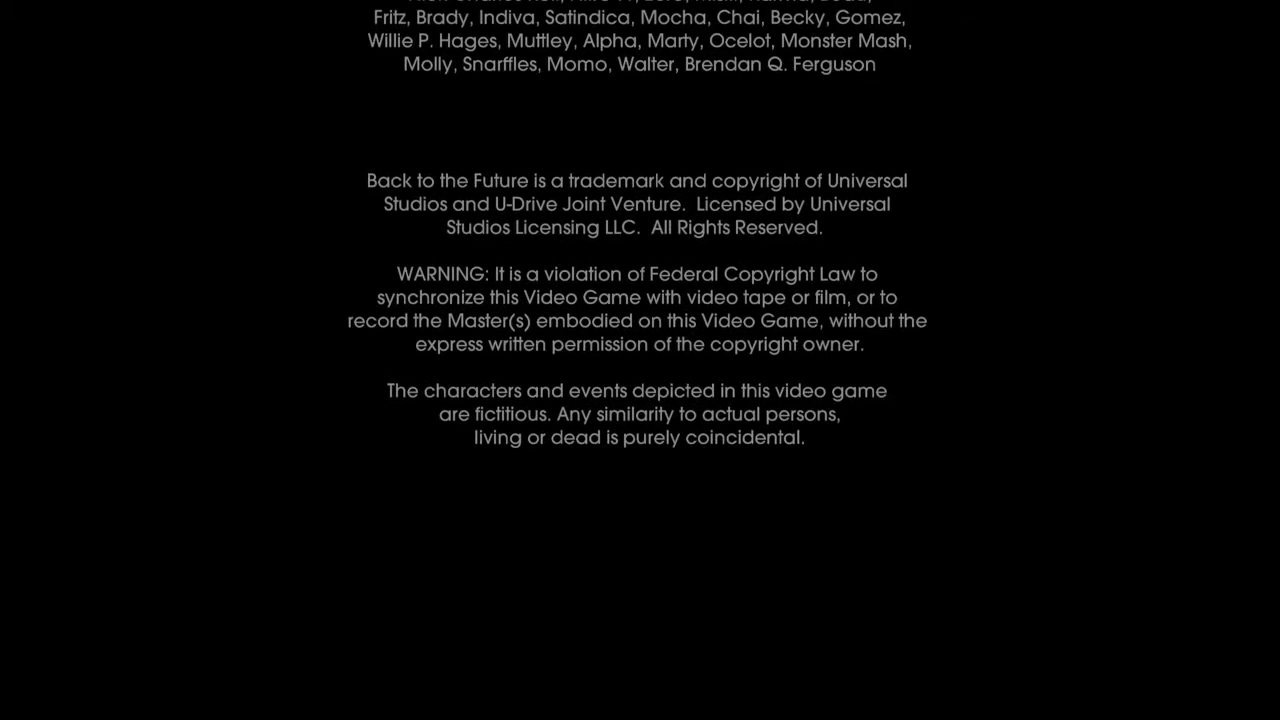 Fritz, Brady, Indiva, Satindica, Mocha, Chai, Becky, Gomez,
Willie P. Hages, Muttley, Alpha, Marty, Ocelot, Monster Mash,
Molly, Snarffles, Momo, Walter, Brendan Q. Ferguson
Back to the Future is a trademark and copyright of Universal
Studios and U-Drive Joint Venture.  Licensed by Universal
Studios Licensing LLC.  All Rights Reserved.
WARNING: It is a violation of Federal Copyright Law to
synchronize this Video Game with video tape or film, or to
record the Master(s) embodied on this Video Game, without the
express written permission of the copyright owner.
The characters and events depicted in this video game
are fictitious. Any similarity to actual persons,
living or dead is purely coincidental.